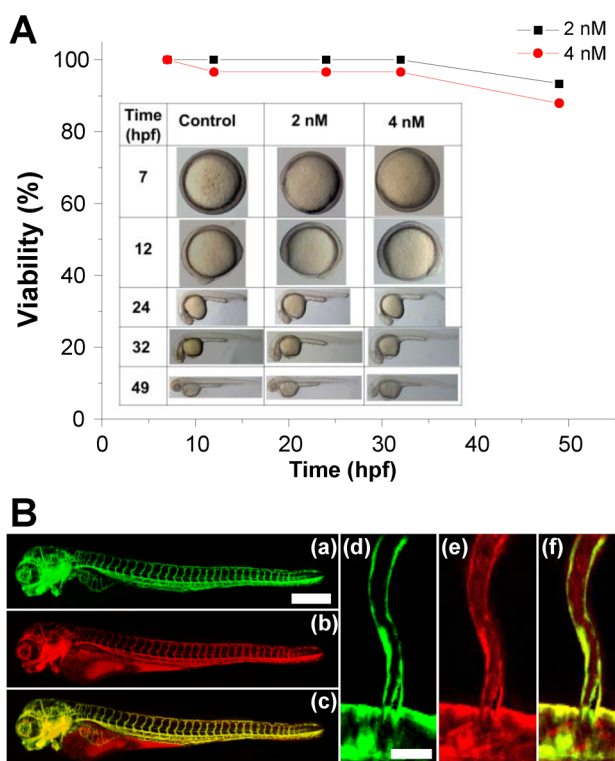 A
2 nM
4 nM
100
80
60
40
20
0
Viability (%)
Time (hpf) Control 2 nM 4 nM
7
12
24
32
49
0 10 20 30 40 50
Time (hpf)
B
(a)
(b)
(c)
(d) (e) (f)